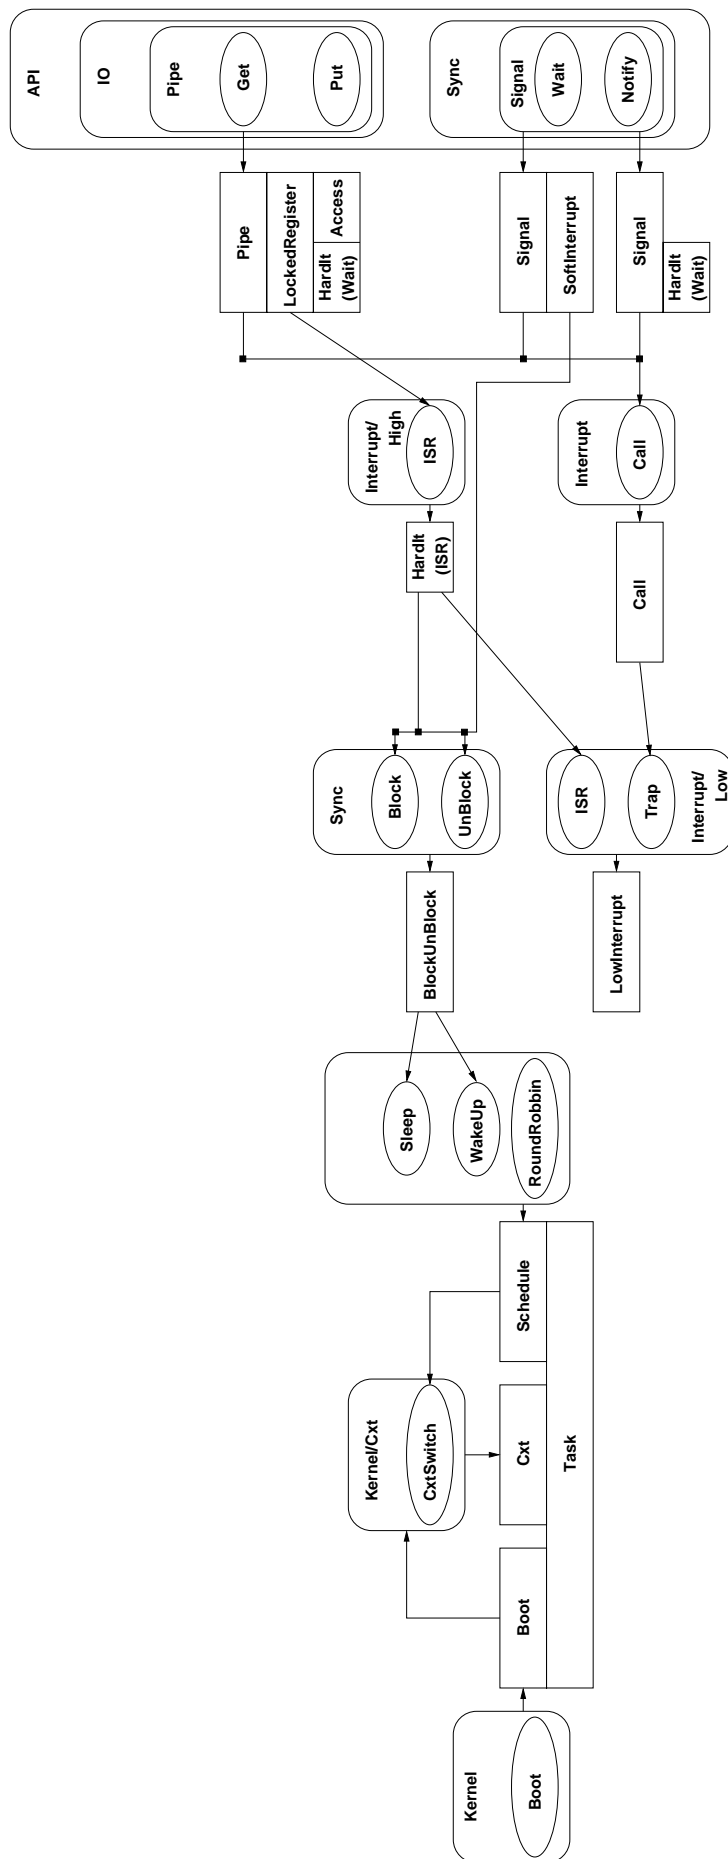 API
IO
Pipe
Get
Put
Sync
Signal
Wait
Notify
Pipe
LockedRegister
HardIt
(Wait)
Access
Signal
SoftInterrupt
Signal
HardIt
(Wait)
Interrupt/
High
ISR
Interrupt
Call
HardIt
(ISR)
Call
Sync
Block
UnBlock
ISR
Trap
Interrupt/
Low
BlockUnBlock
LowInterrupt
Sleep
WakeUp
RoundRobbin
Schedule
Kernel/Cxt
CxtSwitch
Cxt
Task
Boot
Kernel
Boot